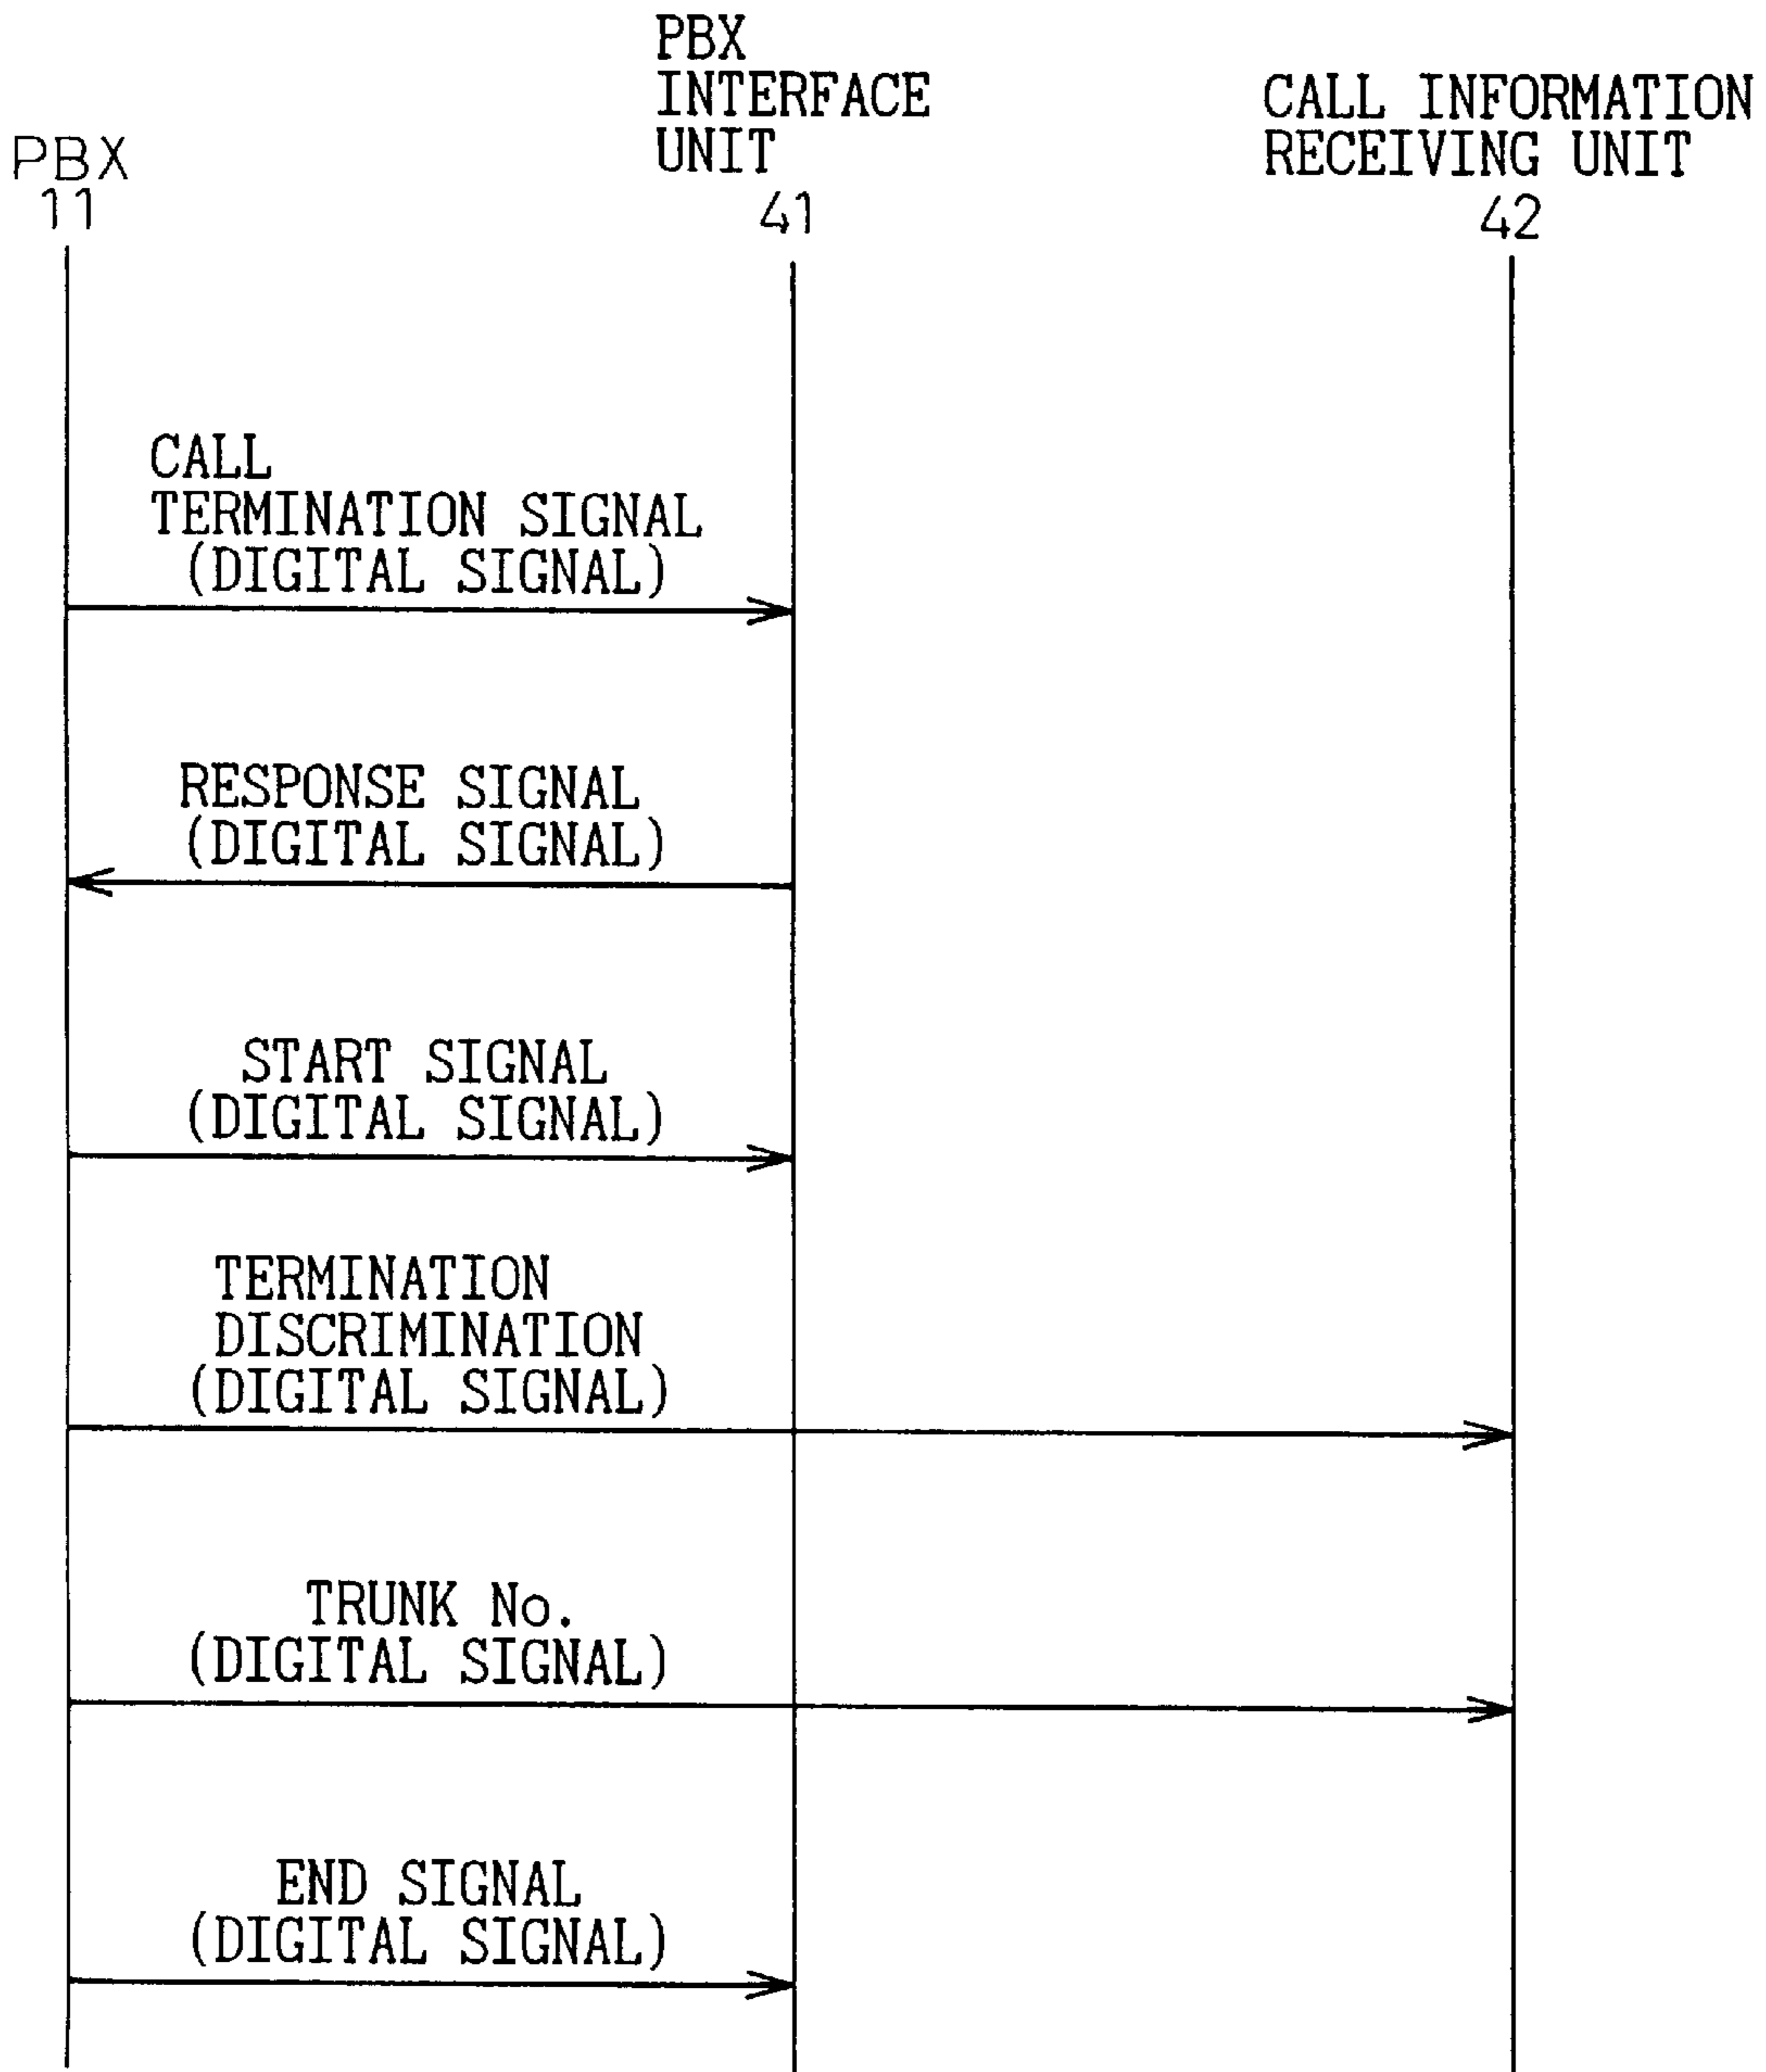 PBX
11
PBX
INTERFACE
UNIT
41
CALL INFORMATION
RECEIVING UNIT
42
CALL
TERMINATION SIGNAL
(DIGITAL SIGNAL)
RESPONSE SIGNAL
(DIGITAL SIGNAL)
START SIGNAL
(DIGITAL SIGNAL)
TERMINATION
DISCRIMINATION
(DIGITAL SIGNAL)
TRUNK No.
(DIGITAL SIGNAL)
END SIGNAL
(DIGITAL SIGNAL)